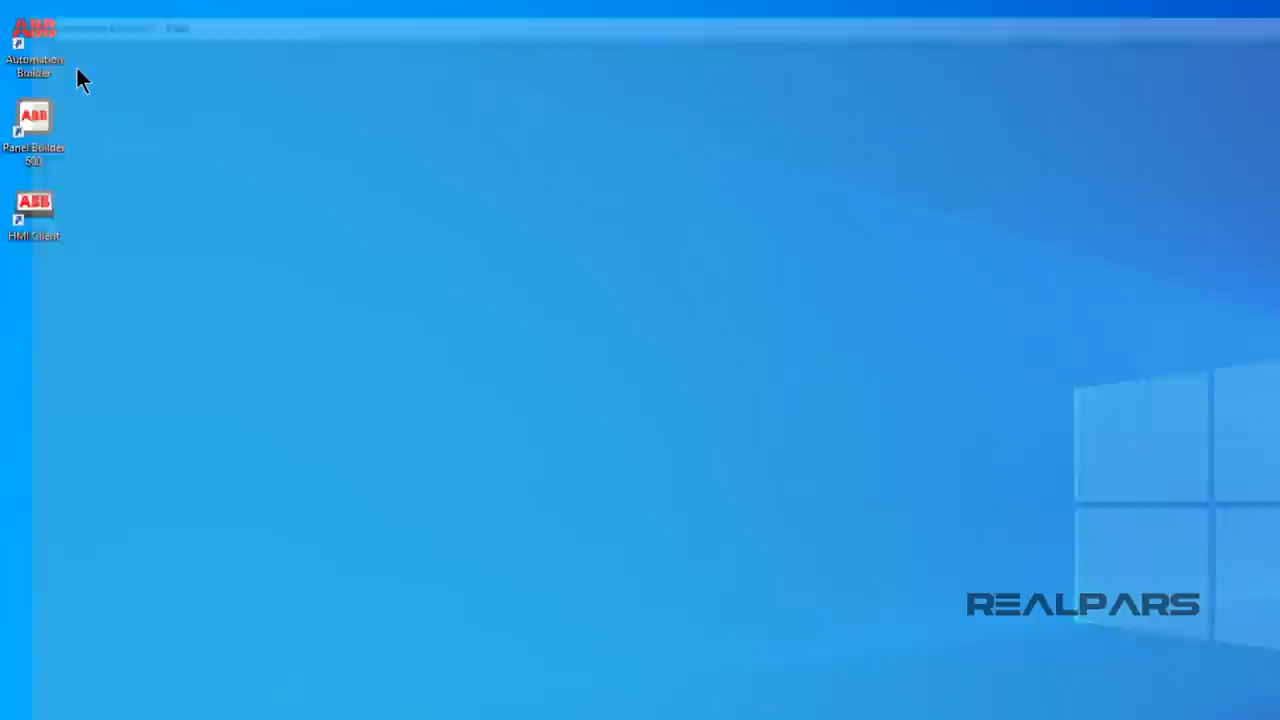 ABB
Automation
Builder
ABB
Panel Builder
600
ABB
HMI Client
REALPARS